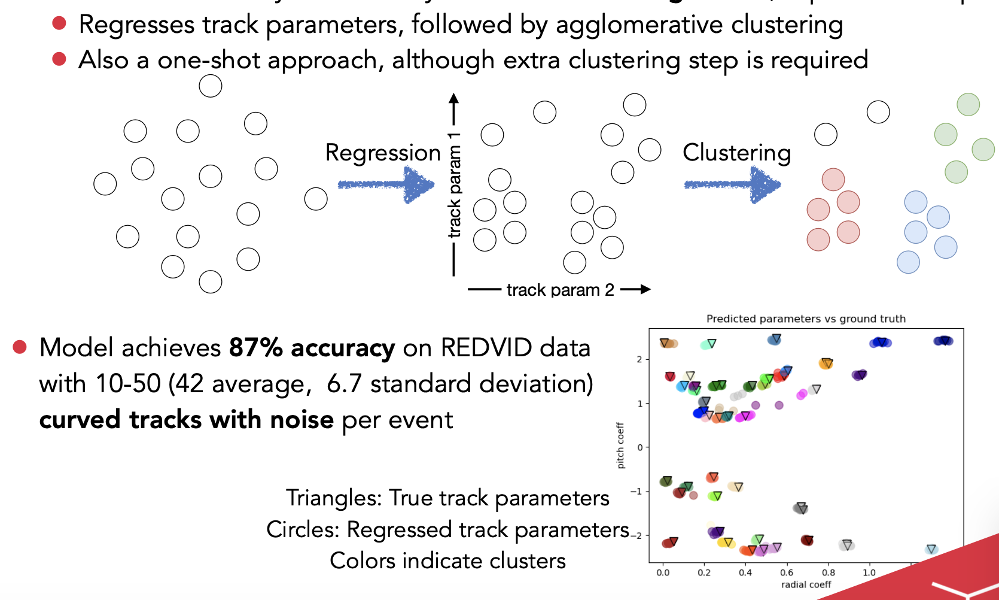 Regresses track parameters, followed by agglomerative clustering
Also a one-shot approach, although extra clustering step is required
Regression
track param 1
track param 2
Clustering
Model achieves 87% accuracy on REDVID data
with 10-50 (42 average, 6.7 standard deviation)
curved tracks with noise per event
Triangles: True track parameters
Circles: Regressed track parameters
Colors indicate clusters
Predicted parameters vs ground truth
pitch coeff
2
1
0
−1
−2
0.0 0.2 0.4 0.6 0.8 1.0
radial coeff